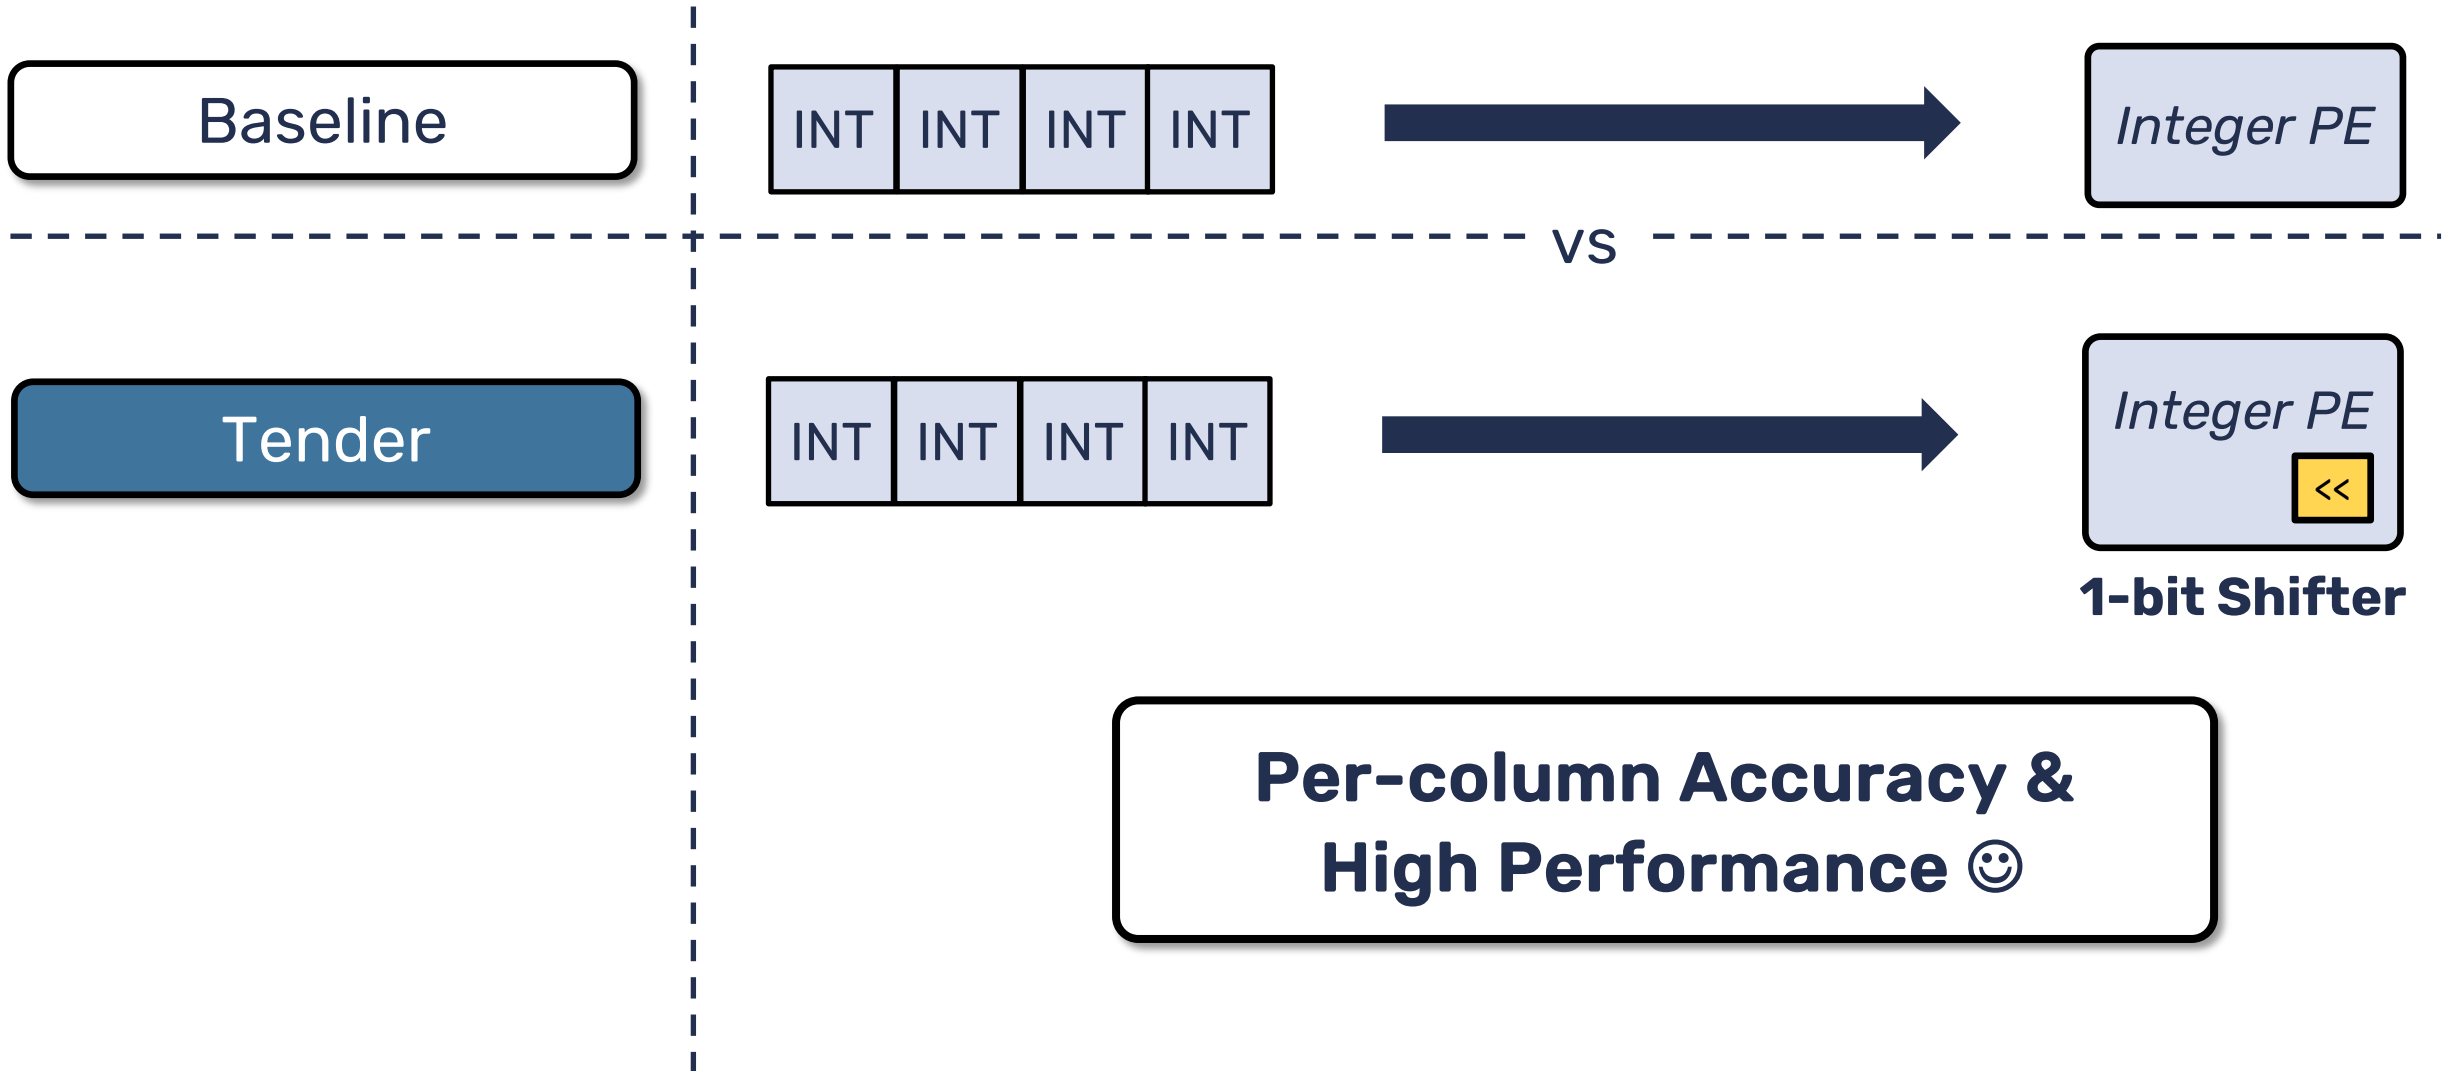 Baseline
INT INT INT INT
Integer PE
vs
Tender
INT INT INT INT
Integer PE
<<
1-bit Shifter
Per-column Accuracy &
High Performance ☺